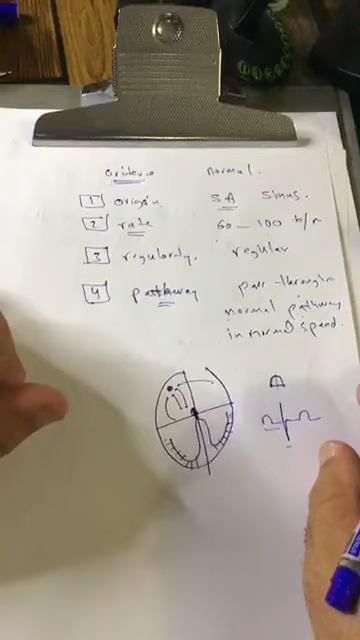 criteria normal.
1 origin SA Sinus.
2 rate 60 – 100 b/m
3 regularity. regular
4 pathway pass through
normal pathway
in normal speed.